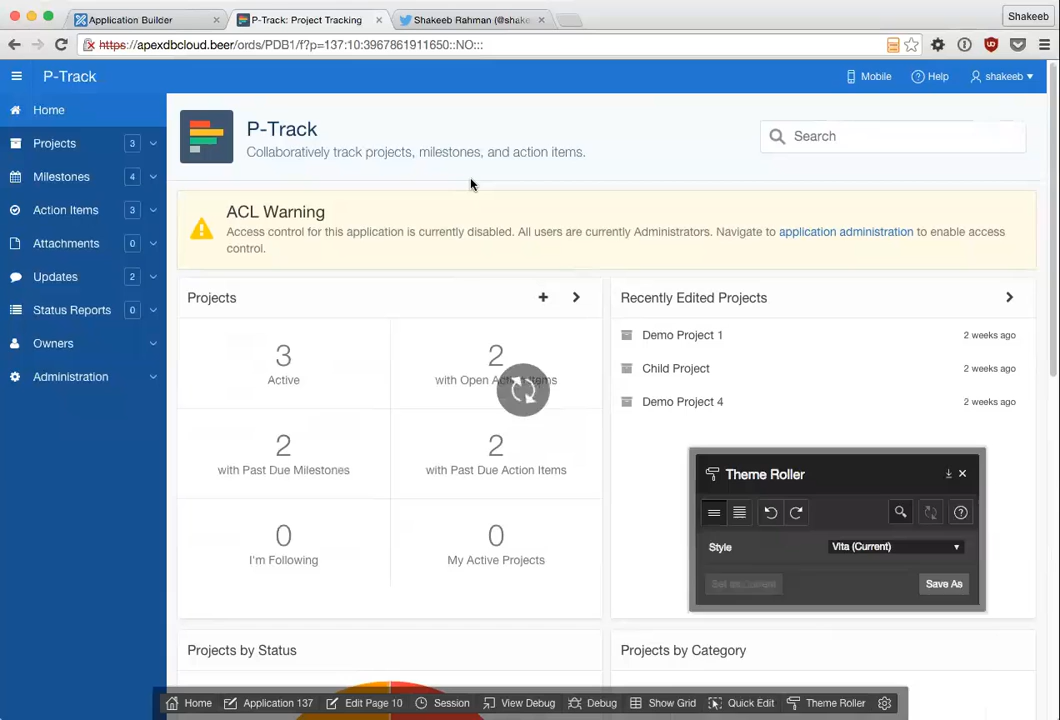 Application Builder
P-Track: Project Tracking
Shakeeb Rahman (@shake
Shakeeb
https://apexdbcloud.beer/ords/PDB1/f?p=137:10:3967861911650::NO:::
P-Track
Mobile
Help
shakeeb
Home
Projects 3
Milestones 4
Action Items 3
Attachments 0
Updates 2
Status Reports 0
Owners
Administration
P-Track
Collaboratively track projects, milestones, and action items.
Search
ACL Warning
Access control for this application is currently disabled. All users are currently Administrators. Navigate to application administration to enable access
control.
Projects
3
Active
2
with Open Action Items
2
with Past Due Milestones
2
with Past Due Action Items
0
I'm Following
0
My Active Projects
Recently Edited Projects
Demo Project 1 2 weeks ago
Child Project 2 weeks ago
Demo Project 4 2 weeks ago
Theme Roller
Style Vita (Current)
Set as Current Save As
Projects by Status
Projects by Category
Home Application 137 Edit Page 10 Session View Debug Debug Show Grid Quick Edit Theme Roller